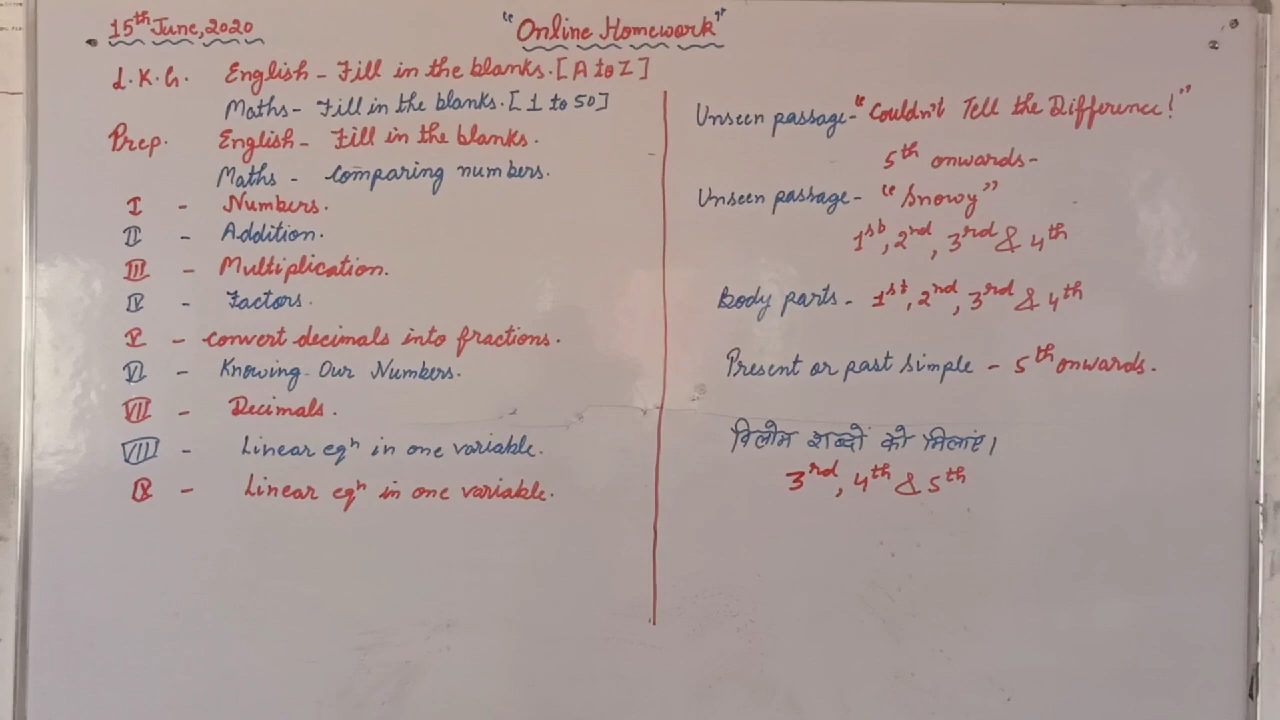 15th June, 2020
"Online Homework"
L.K.G. English - Fill in the blanks. [A to Z]
Maths - Fill in the blanks. [1 to 50]
Prep. English - Fill in the blanks.
Maths - Comparing numbers.
I - Numbers.
II - Addition.
III - Multiplication.
IV - Factors.
V - Convert decimals into fractions.
VI - Knowing Our Numbers.
VII - Decimals.
VIII - Linear eqn in one variable.
IX - Linear eqn in one variable.
Unseen passage - "Couldn't Tell the Difference!"
5th onwards -
Unseen passage - "Snowy"
1st, 2nd, 3rd & 4th
Body parts - 1st, 2nd, 3rd & 4th
Present or past simple - 5th onwards.
विलोम शब्दों को मिलाएं।
3rd, 4th & 5th